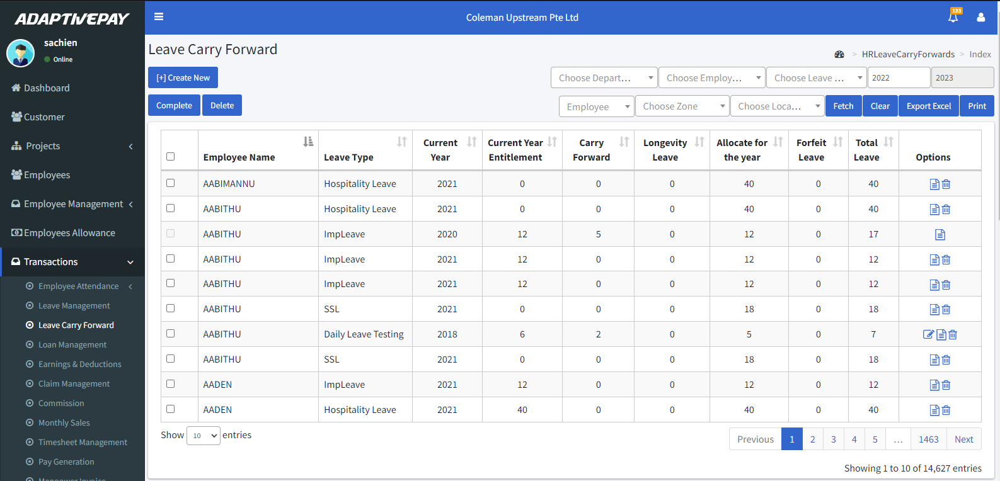 ADAPTIVEPAY
sachien
Online
Dashboard
Customer
Projects
Employees
Employee Management
Employees Allowance
Transactions
Employee Attendance
Leave Management
Leave Carry Forward
Loan Management
Earnings & Deductions
Claim Management
Commission
Monthly Sales
Timesheet Management
Pay Generation
Manpower Invoice
Coleman Upstream Pte Ltd
133
Leave Carry Forward
> HRLeaveCarryForwards > Index
[+] Create New
Choose Depart...
Choose Employ...
Choose Leave ...
2022
2023
Complete
Delete
Employee
Choose Zone
Choose Loca...
Fetch
Clear
Export Excel
Print
Employee Name
Leave Type
Current Year
Current Year Entitlement
Carry Forward
Longevity Leave
Allocate for the year
Forfeit Leave
Total Leave
Options
AABIMANNU Hospitality Leave 2021 0 0 0 40 0 40
AABITHU Hospitality Leave 2021 0 0 0 40 0 40
AABITHU ImpLeave 2020 12 5 0 12 0 17
AABITHU ImpLeave 2021 12 0 0 12 0 12
AABITHU ImpLeave 2021 12 0 0 12 0 12
AABITHU SSL 2021 0 0 0 18 0 18
AABITHU Daily Leave Testing 2018 6 2 0 5 0 7
AABITHU SSL 2021 0 0 0 18 0 18
AADEN ImpLeave 2021 12 0 0 12 0 12
AADEN Hospitality Leave 2021 40 0 0 40 0 40
Show 10 entries
Previous 1 2 3 4 5 ... 1463 Next
Showing 1 to 10 of 14,627 entries